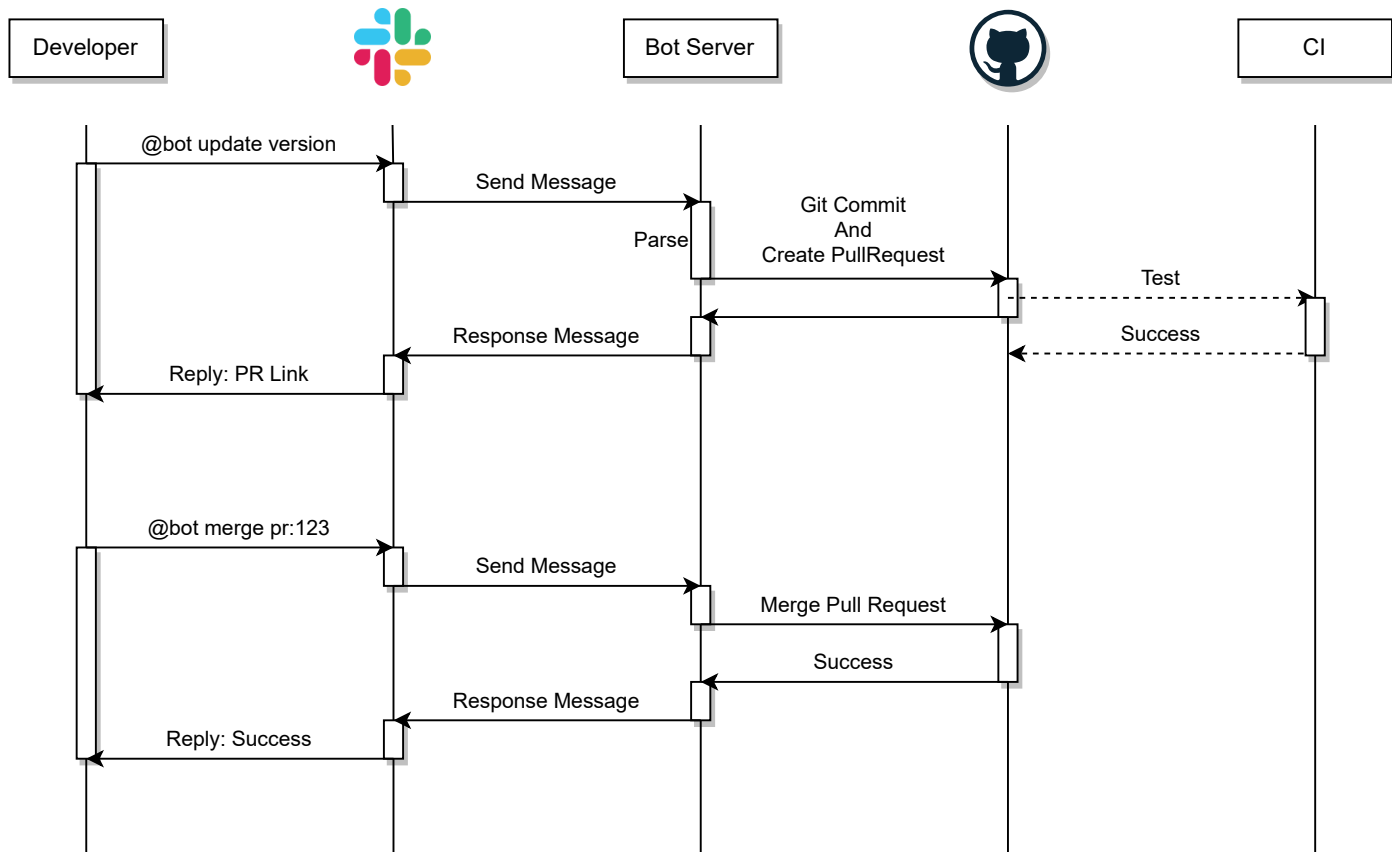 Developer
Bot Server
CI
@bot update version
Send Message
Git Commit
And
Create PullRequest
Parse
Test
Success
Response Message
Reply: PR Link
@bot merge pr:123
Send Message
Merge Pull Request
Success
Response Message
Reply: Success